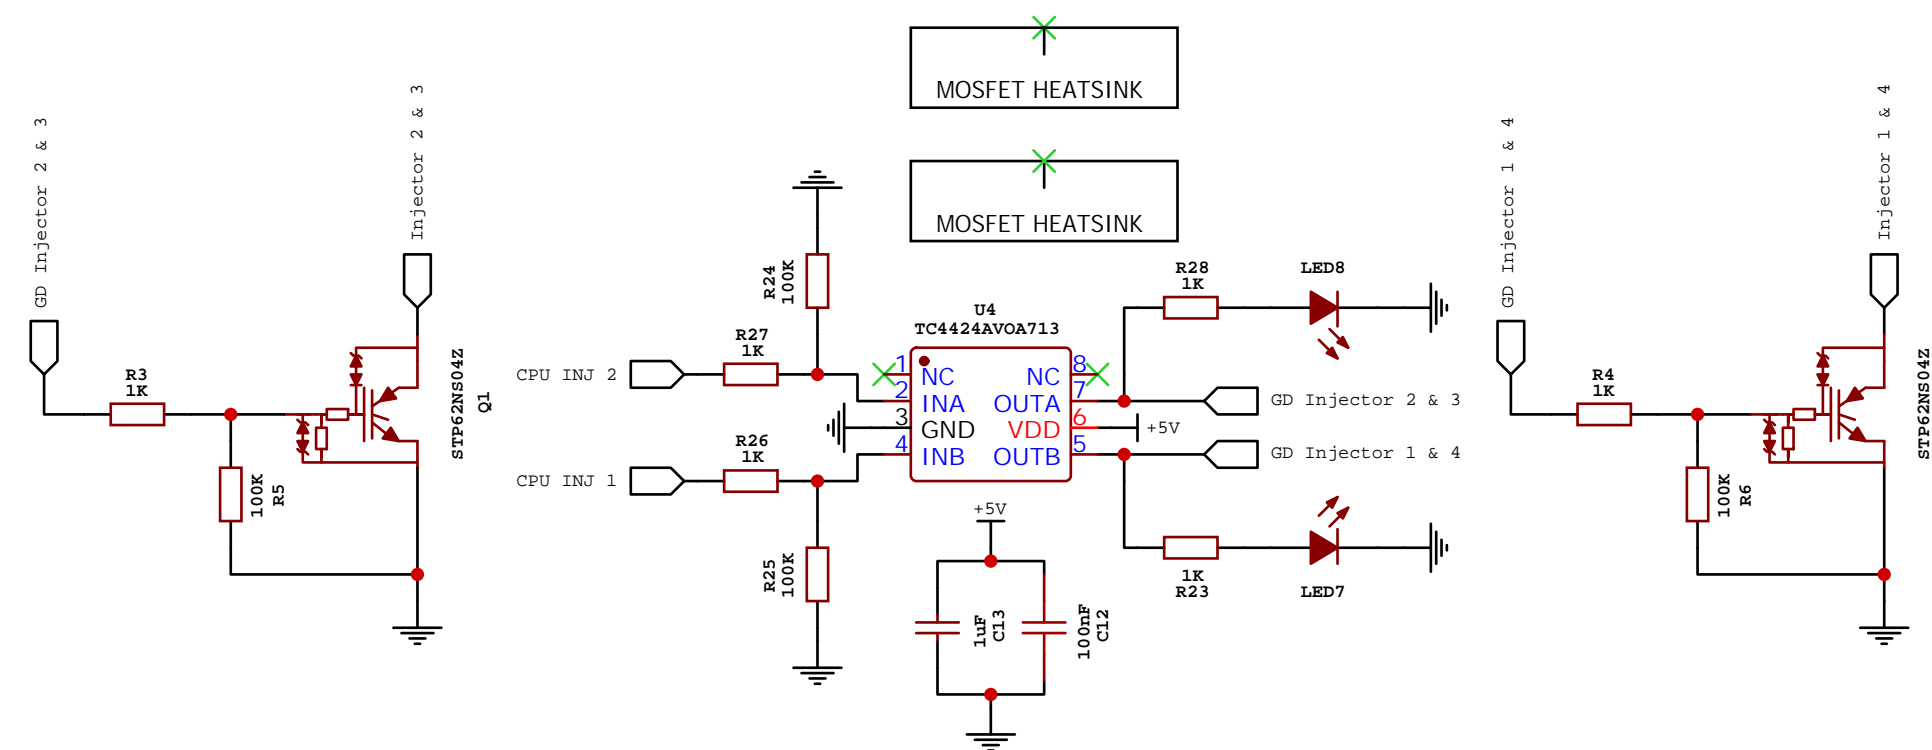 MOSFET HEATSINK
MOSFET HEATSINK
GD Injector 2 & 3
Injector 2 & 3
R3
1K
100K
R5
STP62NS04Z
Q1
R24
100K
R27
1K
CPU INJ 2
R26
1K
CPU INJ 1
R25
100K
U4
TC4424AVOA713
1
NC
2
INA
3
GND
4
INB
8
NC
7
OUTA
6
VDD
5
OUTB
R28
1K
LED8
GD Injector 2 & 3
+5V
GD Injector 1 & 4
1K
R23
LED7
+5V
1uF
C13
100nF
C12
GD Injector 1 & 4
Injector 1 & 4
R4
1K
100K
R6
STP62NS04Z